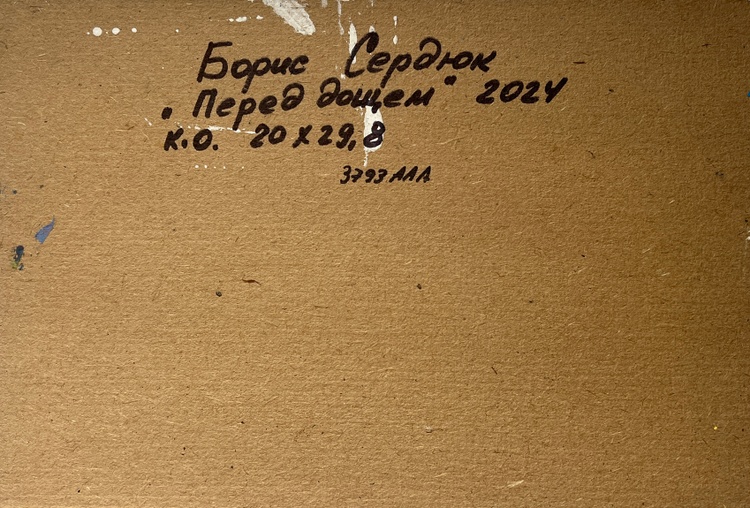 Борис Сердюк
„Перед дощем" 2024
К.О. 20 х 29,8
3793 ААА